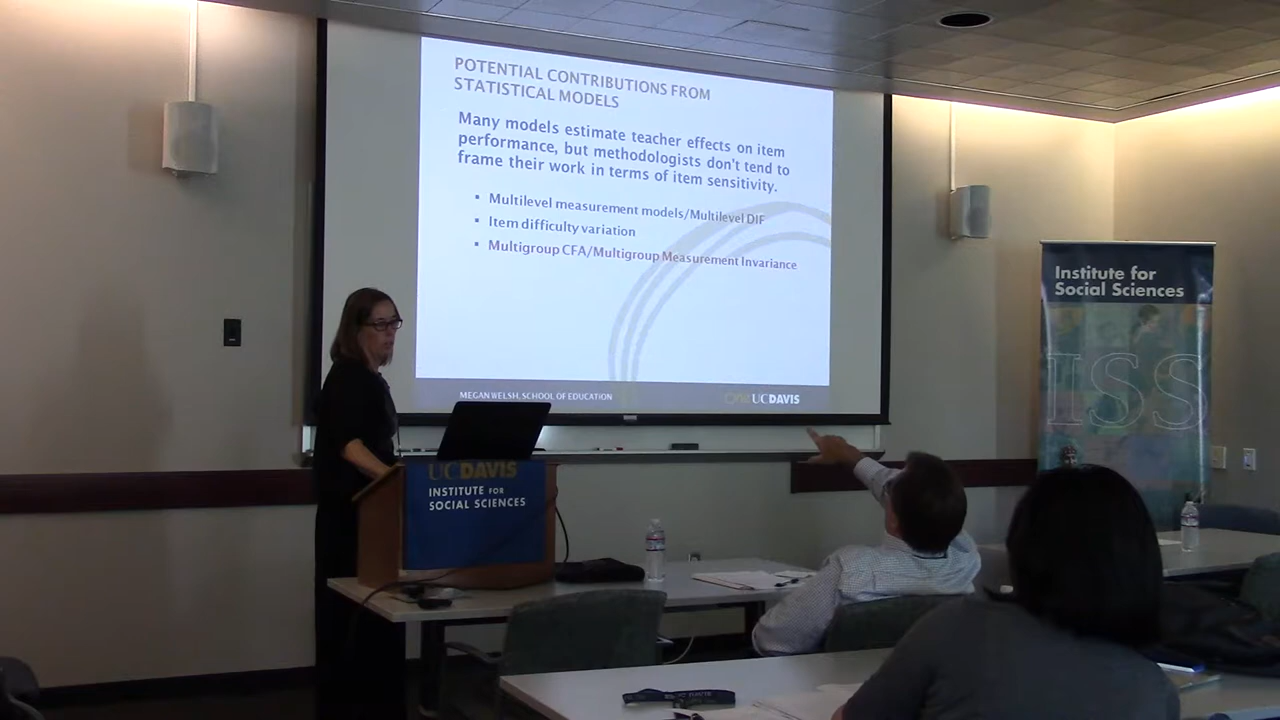 POTENTIAL CONTRIBUTIONS FROM
STATISTICAL MODELS
Many models estimate teacher effects on item
performance, but methodologists don't tend to
frame their work in terms of item sensitivity.
▪ Multilevel measurement models/Multilevel DIF
▪ Item difficulty variation
▪ Multigroup CFA/Multigroup Measurement Invariance
MEGAN WELSH, SCHOOL OF EDUCATION
UCDAVIS
Institute for
Social Sciences
ISS
UC DAVIS
INSTITUTE FOR
SOCIAL SCIENCES